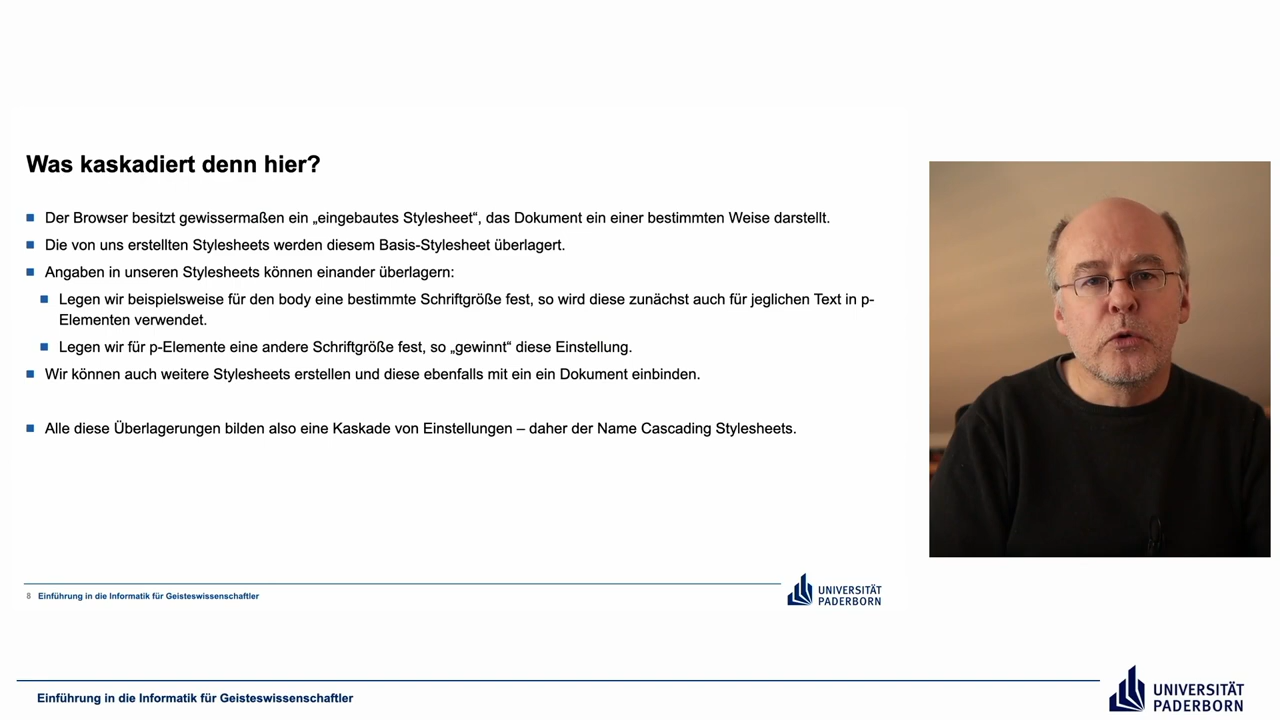 Was kaskadiert denn hier?
Der Browser besitzt gewissermaßen ein „eingebautes Stylesheet“, das Dokument ein einer bestimmten Weise darstellt.
Die von uns erstellten Stylesheets werden diesem Basis-Stylesheet überlagert.
Angaben in unseren Stylesheets können einander überlagern:
Legen wir beispielsweise für den body eine bestimmte Schriftgröße fest, so wird diese zunächst auch für jeglichen Text in p-
Elementen verwendet.
Legen wir für p-Elemente eine andere Schriftgröße fest, so „gewinnt“ diese Einstellung.
Wir können auch weitere Stylesheets erstellen und diese ebenfalls mit ein ein Dokument einbinden.
Alle diese Überlagerungen bilden also eine Kaskade von Einstellungen – daher der Name Cascading Stylesheets.
8 Einführung in die Informatik für Geisteswissenschaftler
UNIVERSITÄT
PADERBORN
Einführung in die Informatik für Geisteswissenschaftler
UNIVERSITÄT
PADERBORN